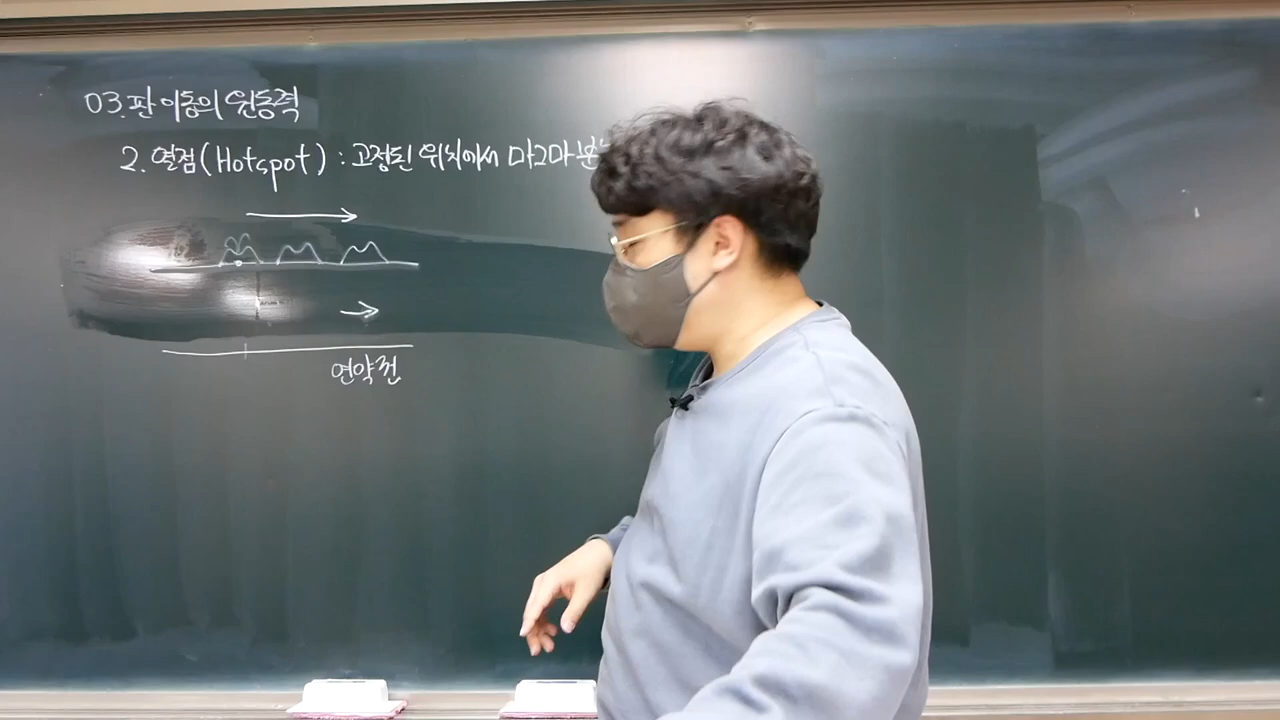 03. 판 이동의 원동력
2. 열점(Hotspot) : 고정된 위치에서 마그마
연약권